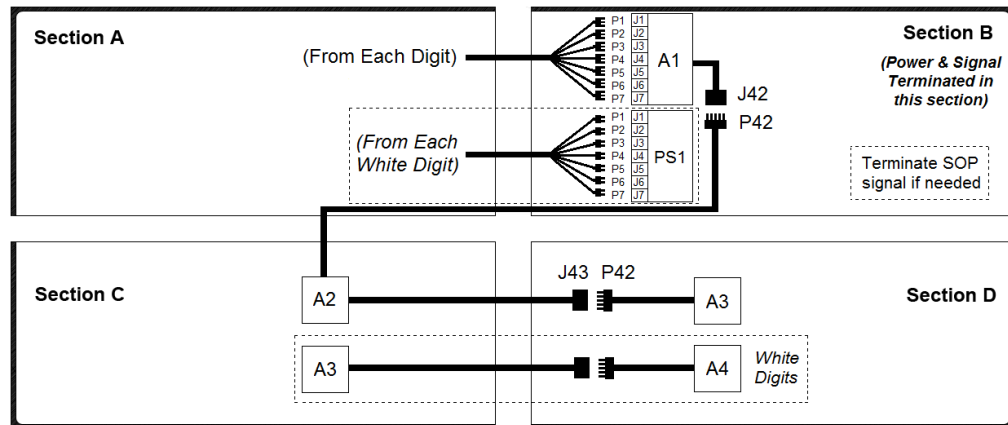 Section A
(From Each Digit)
P1 J1
P2 J2
P3 J3
P4 J4
P5 J5
P6 J6
P7 J7
A1
Section B
(Power & Signal
Terminated in
this section)
J42
P42
(From Each
White Digit)
P1 J1
P2 J2
P3 J3
P4 J4
P5 J5
P6 J6
P7 J7
PS1
Terminate SOP
signal if needed
Section C
A2
J43 P42
A3
Section D
A3
A4
White
Digits